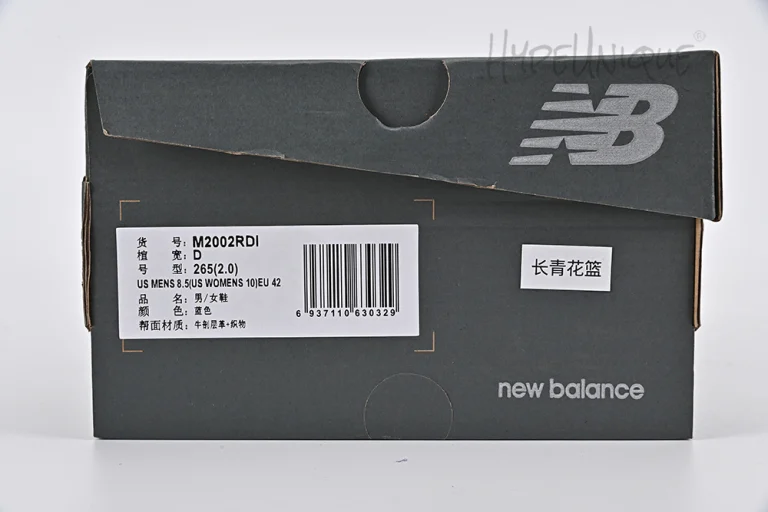 HYPEUNIQUE®
NB
货 号: M2002RDI
楦 宽: D
号 型: 265(2.0)
US MENS 8.5(US WOMENS 10)EU 42
品 名: 男/女鞋
颜 色: 蓝色
帮面材质: 牛剖层革+织物
6 937110 630329
长青花篮
new balance